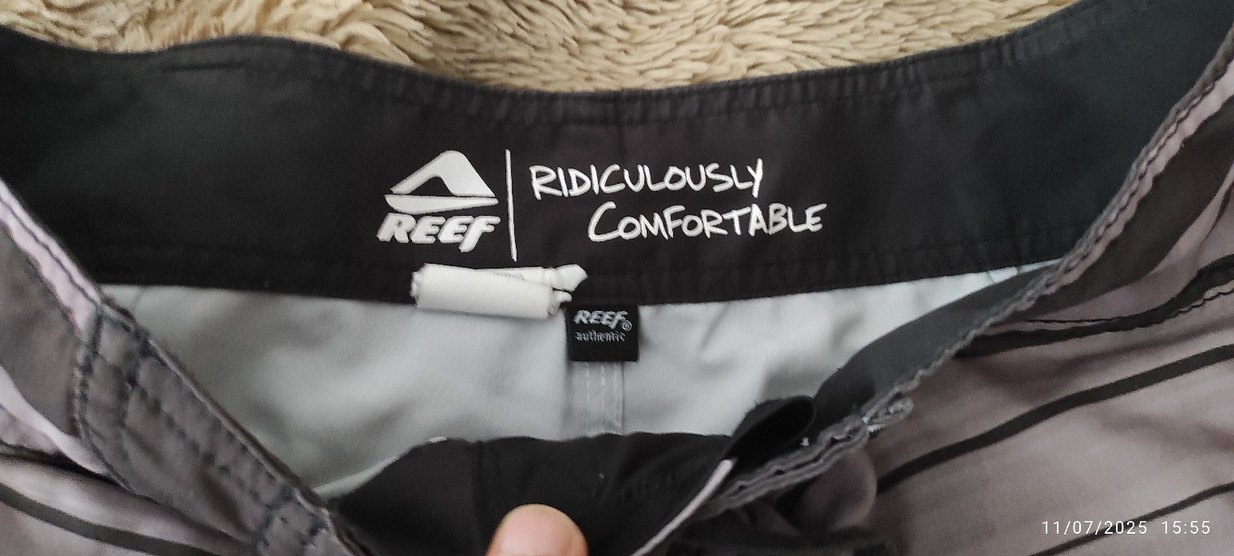 REEF
RIDICULOUSLY
COMFORTABLE
REEF®
authentic
11/07/2025 15:55